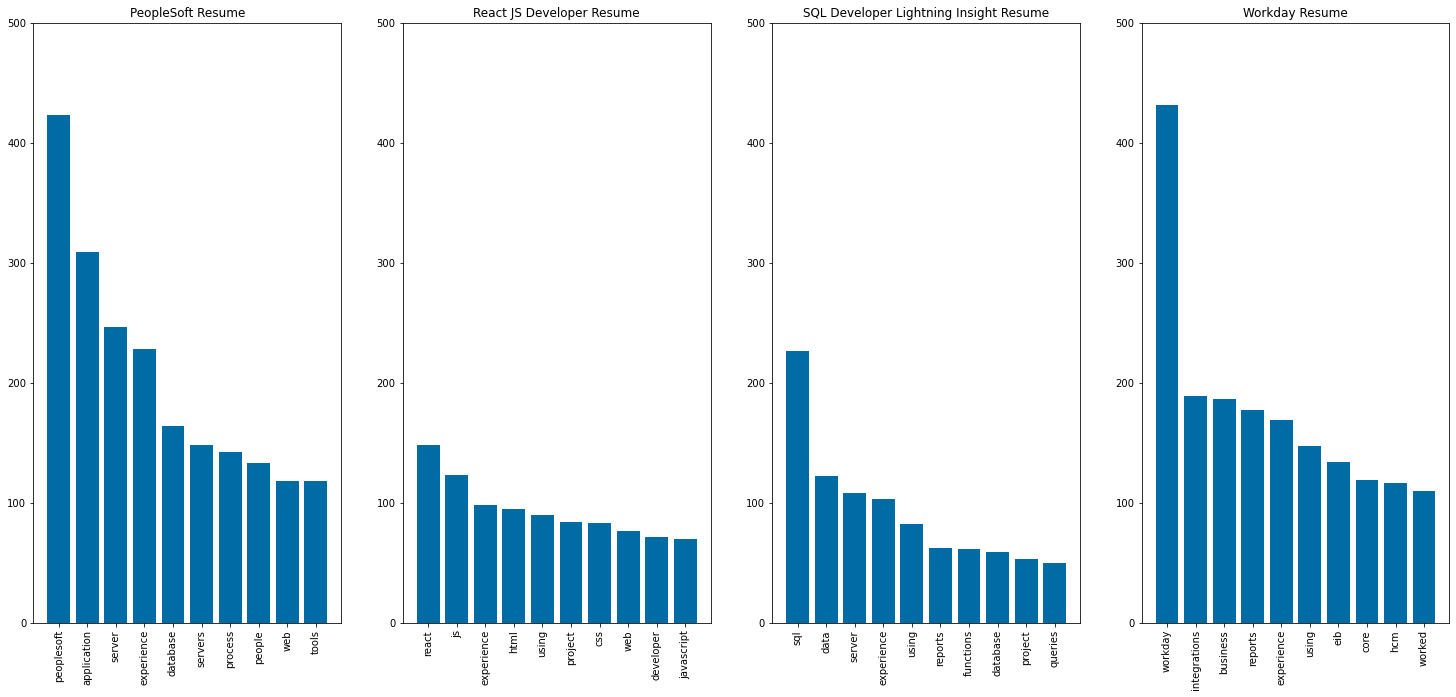 PeopleSoft Resume
500
400
300
200
100
0
peoplesoft
application
server
experience
database
servers
process
people
web
tools
React JS Developer Resume
500
400
300
200
100
0
react
js
experience
html
using
project
css
web
developer
javascript
SQL Developer Lightning Insight Resume
500
400
300
200
100
0
sql
data
server
experience
using
reports
functions
database
project
queries
Workday Resume
500
400
300
200
100
0
workday
integrations
business
reports
experience
using
eib
core
hcm
worked